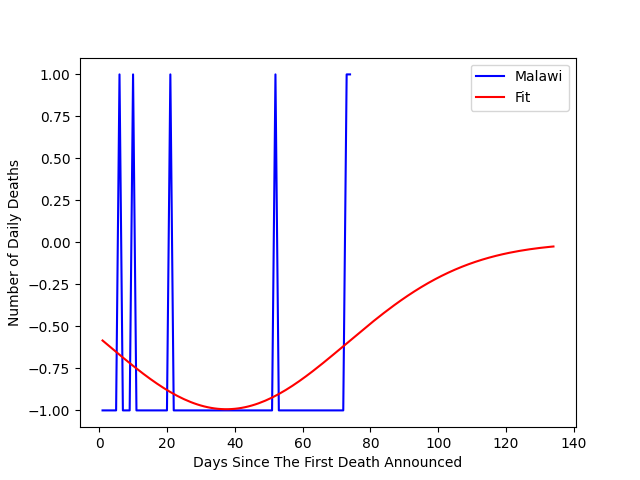 Malawi
Fit
1.00
0.75
0.50
0.25
0.00
−0.25
−0.50
−0.75
−1.00
Number of Daily Deaths
0 20 40 60 80 100 120 140
Days Since The First Death Announced